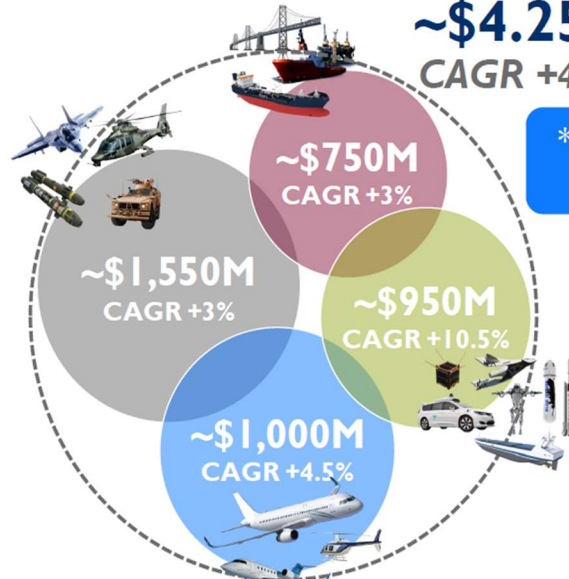 ~$4.25
CAGR +4
*
~$750M
CAGR +3%
~$1,550M
CAGR +3%
~$950M
CAGR +10.5%
~$1,000M
CAGR +4.5%